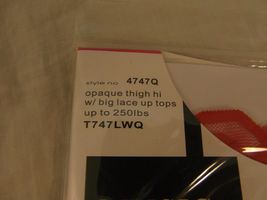 style no 4747Q
opaque thigh hi
w/ big lace up tops
up to 250lbs
T747LWQ